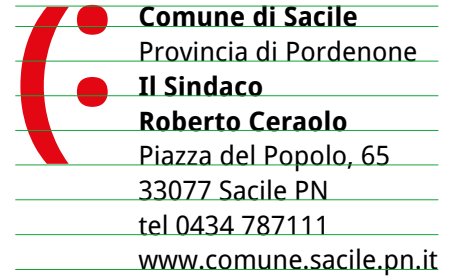 Comune di Sacile
Provincia di Pordenone
Il Sindaco
Roberto Ceraolo
Piazza del Popolo, 65
33077 Sacile PN
tel 0434 787111
www.comune.sacile.pn.it